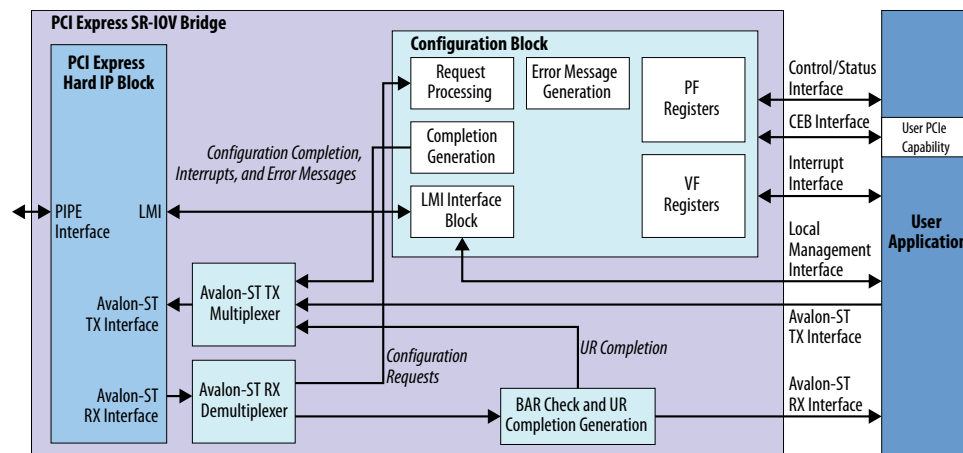 PCI Express SR-IOV Bridge
PCI Express
Hard IP Block
Configuration Block
Request
Processing
Error Message
Generation
PF
Registers
Control/Status
Interface
CEB Interface
User PCIe
Capability
Completion
Generation
Configuration Completion,
Interrupts, and Error Messages
Interrupt
Interface
VF
Registers
PIPE
Interface
LMI
LMI Interface
Block
User
Application
Local
Management
Interface
Avalon-ST
TX Interface
Avalon-ST TX
Multiplexer
Avalon-ST
TX Interface
Configuration
Requests
UR Completion
Avalon-ST
RX Interface
Avalon-ST RX
Demultiplexer
BAR Check and UR
Completion Generation
Avalon-ST
RX Interface